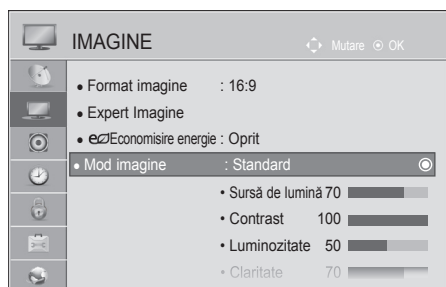 IMAGINE
Mutare ⊙ OK
• Format imagine : 16:9
• Expert Imagine
• Economisire energie : Oprit
• Mod imagine : Standard
• Sursă de lumină 70
• Contrast 100
• Luminozitate 50
• Claritate 70